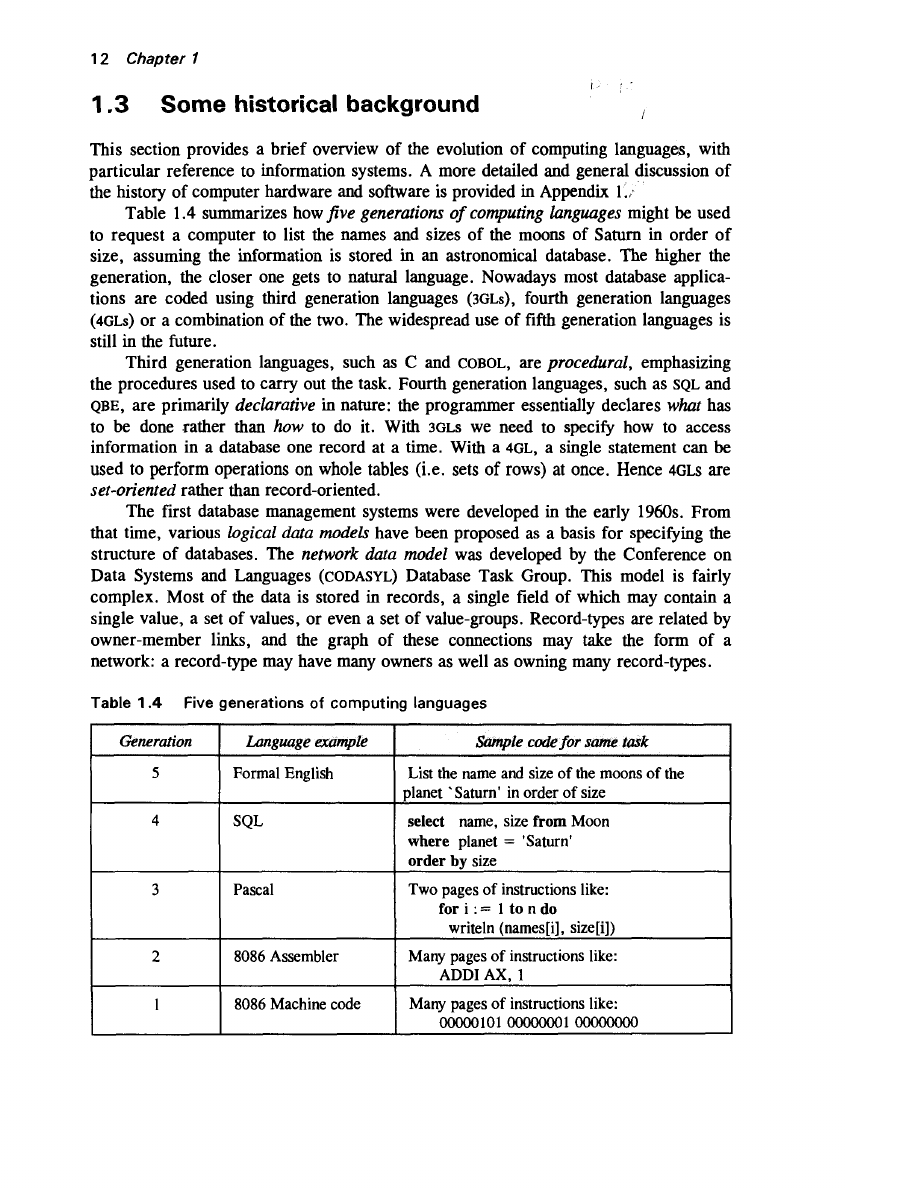 12 Chapter 1
1.3 Some historical background
This section provides a brief overview of the evolution of computing languages, with
particular reference to information systems. A more detailed and general discussion of
the history of computer hardware and software is provided in Appendix 1.
Table 1.4 summarizes how five generations of computing languages might be used
to request a computer to list the names and sizes of the moons of Saturn in order of
size, assuming the information is stored in an astronomical database. The higher the
generation, the closer one gets to natural language. Nowadays most database applica-
tions are coded using third generation languages (3GLs), fourth generation languages
(4GLs) or a combination of the two. The widespread use of fifth generation languages is
still in the future.
Third generation languages, such as C and COBOL, are procedural, emphasizing
the procedures used to carry out the task. Fourth generation languages, such as SQL and
QBE, are primarily declarative in nature: the programmer essentially declares what has
to be done rather than how to do it. With 3GLs we need to specify how to access
information in a database one record at a time. With a 4GL, a single statement can be
used to perform operations on whole tables (i.e. sets of rows) at once. Hence 4GLs are
set-oriented rather than record-oriented.
The first database management systems were developed in the early 1960s. From
that time, various logical data models have been proposed as a basis for specifying the
structure of databases. The network data model was developed by the Conference on
Data Systems and Languages (CODASYL) Database Task Group. This model is fairly
complex. Most of the data is stored in records, a single field of which may contain a
single value, a set of values, or even a set of value-groups. Record-types are related by
owner-member links, and the graph of these connections may take the form of a
network: a record-type may have many owners as well as owning many record-types.
Table 1.4 Five generations of computing languages
Generation Language example Sample code for same task
5 Formal English List the name and size of the moons of the
planet `Saturn' in order of size
4 SQL select name, size from Moon
where planet = 'Saturn'
order by size
3 Pascal Two pages of instructions like:
for i := 1 to n do
writeln (names[i], size[i])
2 8086 Assembler Many pages of instructions like:
ADDI AX, 1
1 8086 Machine code Many pages of instructions like:
00000101 00000001 00000000